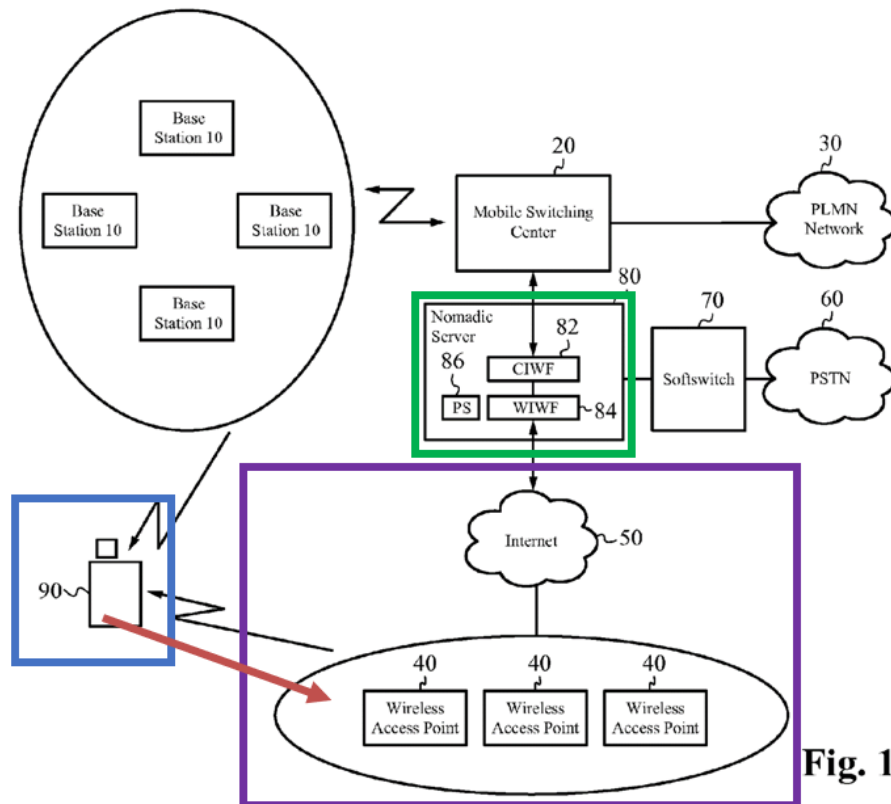 Base
Station 10
Base
Station 10
Base
Station 10
Base
Station 10
20
Mobile Switching
Center
30
PLMN
Network
80
Nomadic
Server
82
CIWF
86
PS
WIWF
84
70
Softswitch
60
PSTN
Internet
50
90
40
Wireless
Access Point
40
Wireless
Access Point
40
Wireless
Access Point
Fig. 1